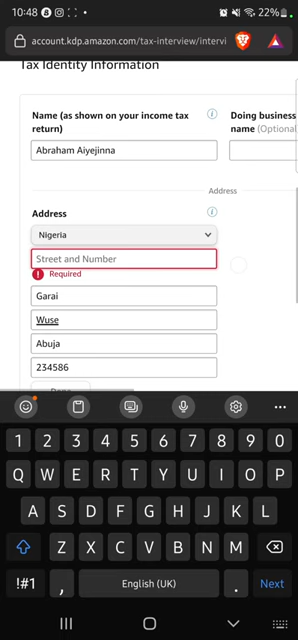 10:48
22%
account.kdp.amazon.com/tax-interview/intervi
Tax Identity Information
Name (as shown on your income tax return)
Doing business
name (Optional)
Abraham Aiyejinna
Address
Address
Nigeria
Street and Number
Required
Garai
Wuse
Abuja
234586
1 2 3 4 5 6 7 8 9 0
Q W E R T Y U I O P
A S D F G H J K L
Z X C V B N M
!#1 , English (UK) . Next